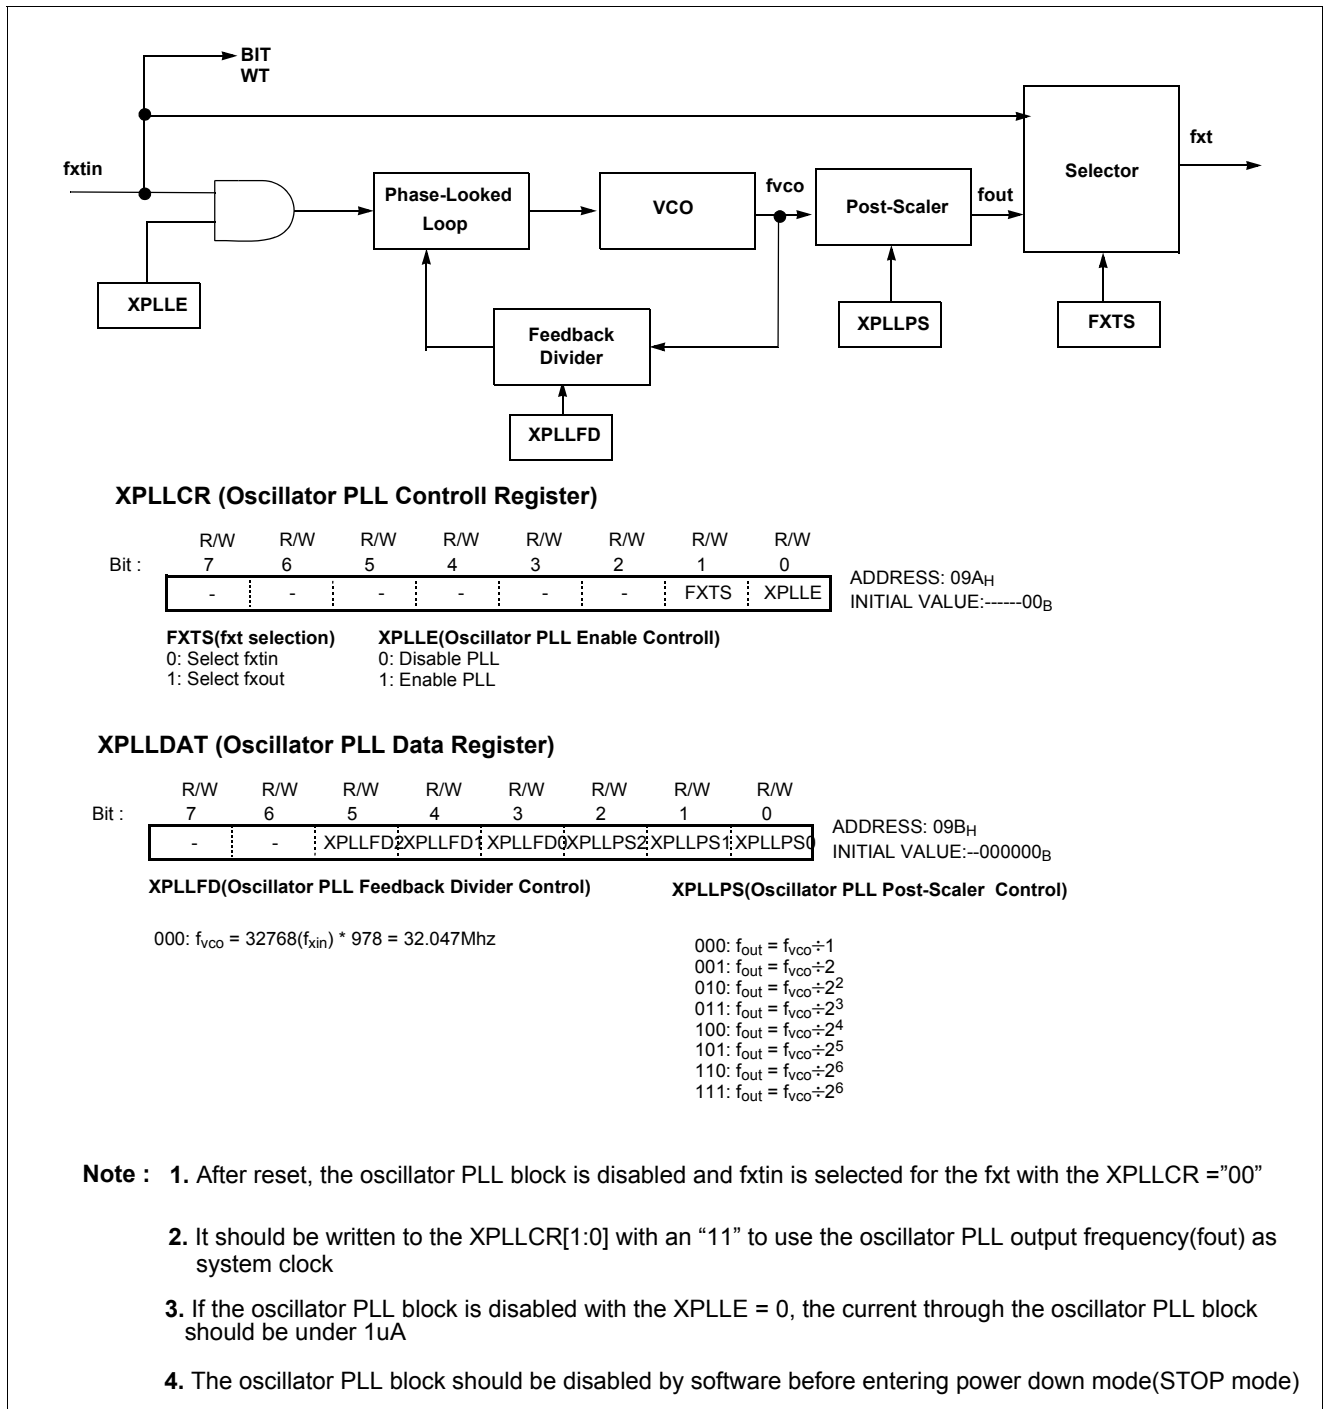 BIT
WT
fxtin
fxt
Phase-Looked
Loop
VCO
fvco
Post-Scaler
fout
Selector
XPLLE
Feedback
Divider
XPLLPS
FXTS
XPLLFD
XPLLCR (Oscillator PLL Controll Register)
R/W R/W R/W R/W R/W R/W R/W R/W
Bit : 7 6 5 4 3 2 1 0
- - - - - - FXTS XPLLE
ADDRESS: 09AH
INITIAL VALUE:------00B
FXTS(fxt selection)
0: Select fxtin
1: Select fxout
XPLLE(Oscillator PLL Enable Controll)
0: Disable PLL
1: Enable PLL
XPLLDAT (Oscillator PLL Data Register)
R/W R/W R/W R/W R/W R/W R/W R/W
Bit : 7 6 5 4 3 2 1 0
- - XPLLFD2 XPLLFD1 XPLLFD0 XPLLPS2 XPLLPS1 XPLLPS0
ADDRESS: 09BH
INITIAL VALUE:--000000B
XPLLFD(Oscillator PLL Feedback Divider Control)
000: fvco = 32768(fxin) * 978 = 32.047Mhz
XPLLPS(Oscillator PLL Post-Scaler Control)
000: fout = fvco÷1
001: fout = fvco÷2
010: fout = fvco÷2²
011: fout = fvco÷2³
100: fout = fvco÷2⁴
101: fout = fvco÷2⁵
110: fout = fvco÷2⁶
111: fout = fvco÷2⁶
Note : 1. After reset, the oscillator PLL block is disabled and fxtin is selected for the fxt with the XPLLCR =”00”
2. It should be written to the XPLLCR[1:0] with an “11” to use the oscillator PLL output frequency(fout) as
system clock
3. If the oscillator PLL block is disabled with the XPLLE = 0, the current through the oscillator PLL block
should be under 1uA
4. The oscillator PLL block should be disabled by software before entering power down mode(STOP mode)